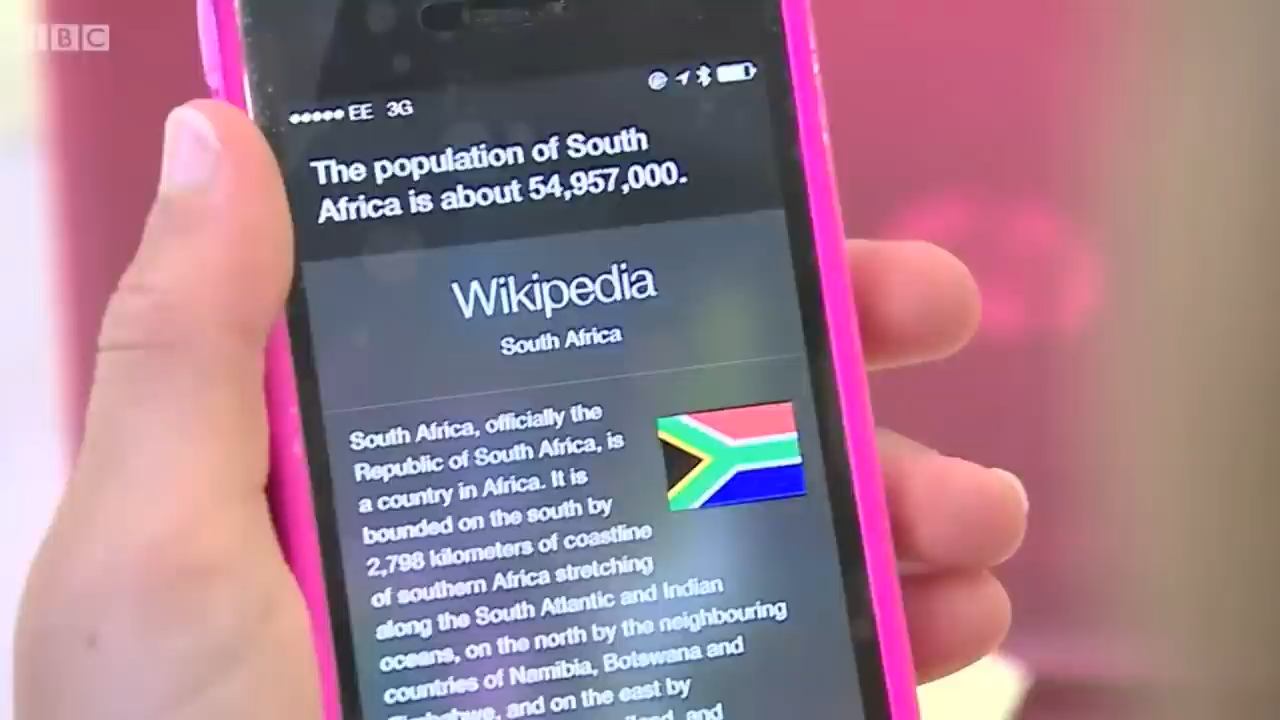 BBC
EE 3G
The population of South
Africa is about 54,957,000.
Wikipedia
South Africa
South Africa, officially the
Republic of South Africa, is
a country in Africa. It is
bounded on the south by
2,798 kilometers of coastline
of southern Africa stretching
along the South Atlantic and Indian
oceans, on the north by the neighbouring
countries of Namibia, Botswana and
Zimbabwe, and on the east by
and